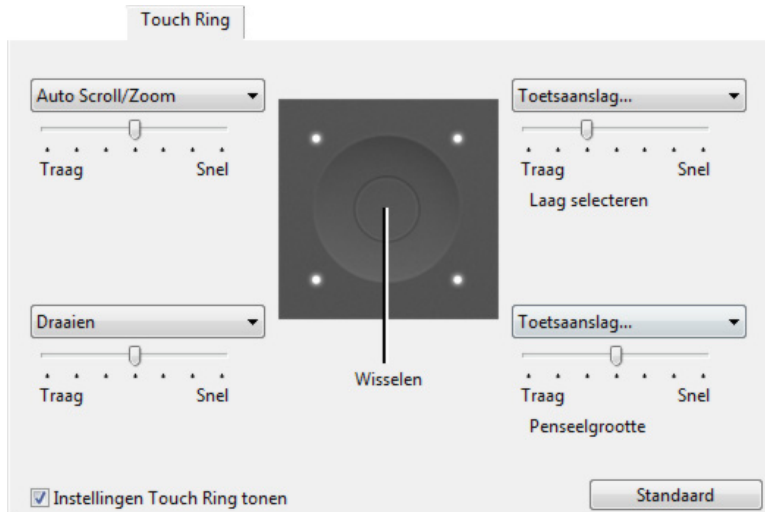 Touch Ring
Auto Scroll/Zoom
Traag Snel
Toetsaanslag...
Traag Snel
Laag selecteren
Draaien
Traag Snel
Wisselen
Toetsaanslag...
Traag Snel
Penseelgrootte
Instellingen Touch Ring tonen
Standaard